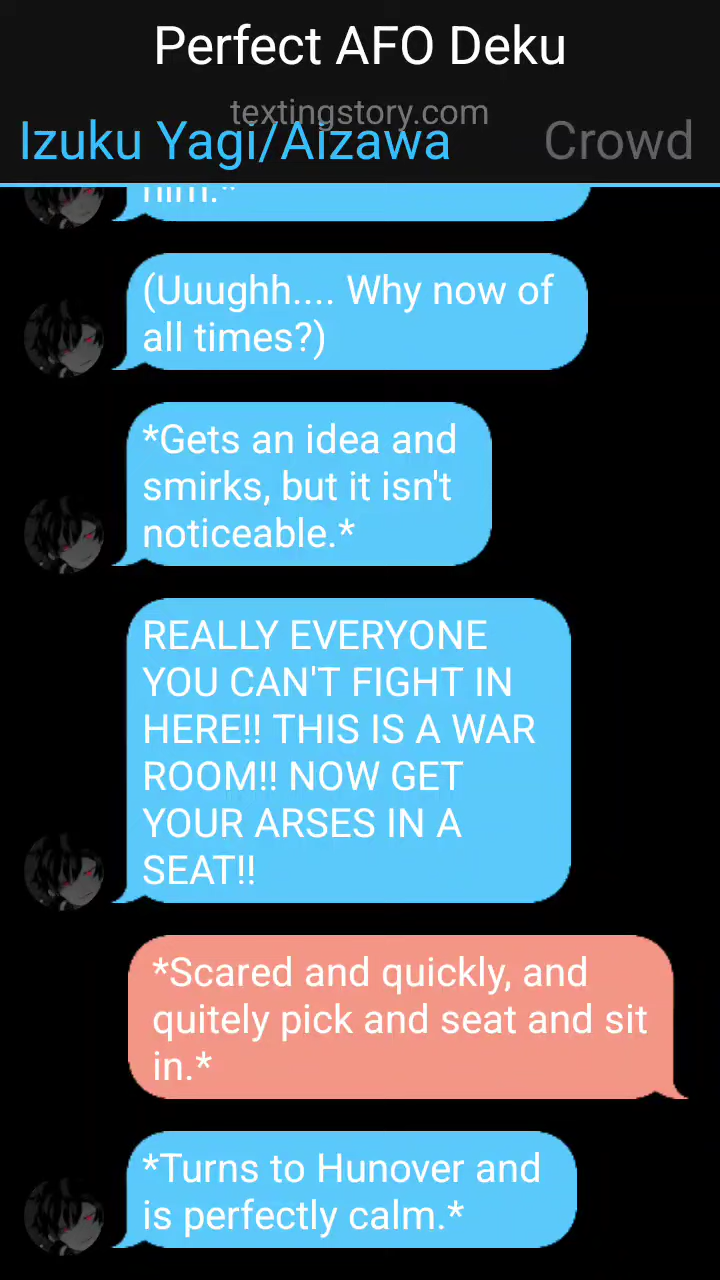 Perfect AFO Deku
textingstory.com
Izuku Yagi/Aizawa Crowd
him.*
(Uuughh.... Why now of
all times?)
*Gets an idea and
smirks, but it isn't
noticeable.*
REALLY EVERYONE
YOU CAN'T FIGHT IN
HERE!! THIS IS A WAR
ROOM!! NOW GET
YOUR ARSES IN A
SEAT!!
*Scared and quickly, and
quitely pick and seat and sit
in.*
*Turns to Hunover and
is perfectly calm.*